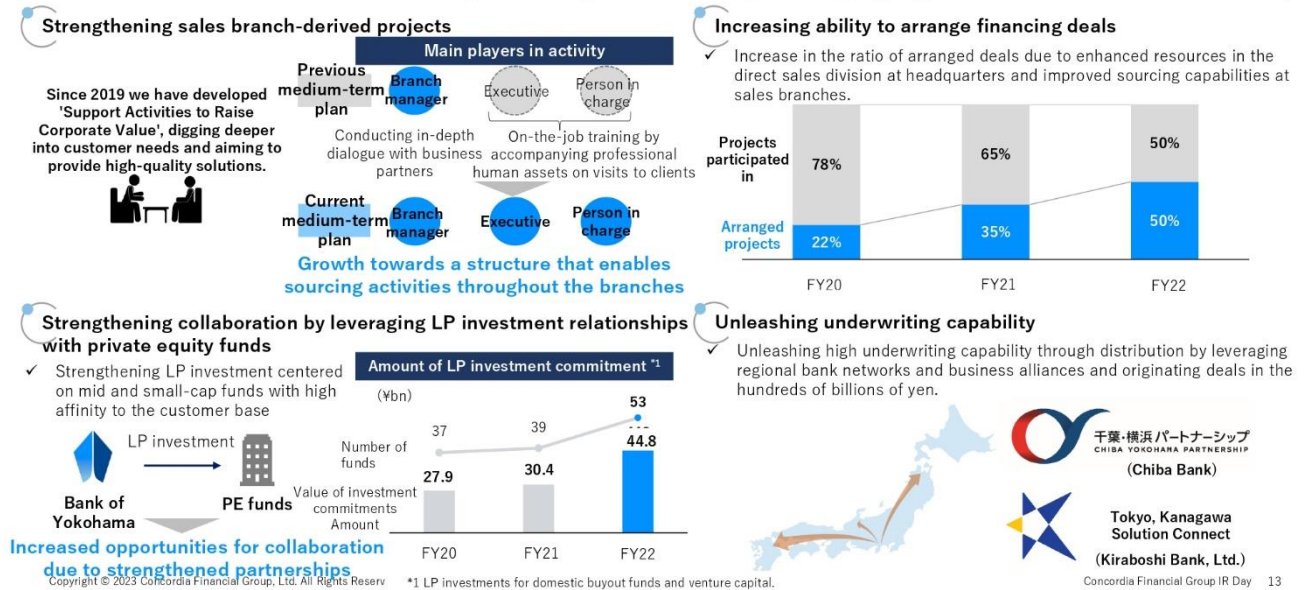 Strengthening sales branch-derived projects
Since 2019 we have developed
'Support Activities to Raise
Corporate Value', digging deeper
into customer needs and aiming to
provide high-quality solutions.
Main players in activity
Previous
medium-term
plan
Branch
manager
Executive
Person in
charge
Conducting in-depth
dialogue with business
partners
On-the-job training by
accompanying professional
human assets on visits to clients
Current
medium-term
plan
Branch
manager
Executive
Person in
charge
Growth towards a structure that enables
sourcing activities throughout the branches
Increasing ability to arrange financing deals
✓ Increase in the ratio of arranged deals due to enhanced resources in the
direct sales division at headquarters and improved sourcing capabilities at
sales branches.
Projects
participated
in
78%
65%
50%
Arranged
projects
22%
35%
50%
FY20
FY21
FY22
Strengthening collaboration by leveraging LP investment relationships
with private equity funds
✓ Strengthening LP investment centered
on mid and small-cap funds with high
affinity to the customer base
LP investment
Bank of
Yokohama
PE funds
Increased opportunities for collaboration
due to strengthened partnerships
Amount of LP investment commitment *1
(¥bn)
Number of
funds
37
39
53
Value of investment
commitments
Amount
27.9
30.4
44.8
FY20
FY21
FY22
Unleashing underwriting capability
✓ Unleashing high underwriting capability through distribution by leveraging
regional bank networks and business alliances and originating deals in the
hundreds of billions of yen.
千葉・横浜パートナーシップ
CHIBA YOKOHAMA PARTNERSHIP
(Chiba Bank)
Tokyo, Kanagawa
Solution Connect
(Kiraboshi Bank, Ltd.)
Copyright © 2023 Concordia Financial Group, Ltd. All Rights Reserv
*1 LP investments for domestic buyout funds and venture capital.
Concordia Financial Group IR Day 13